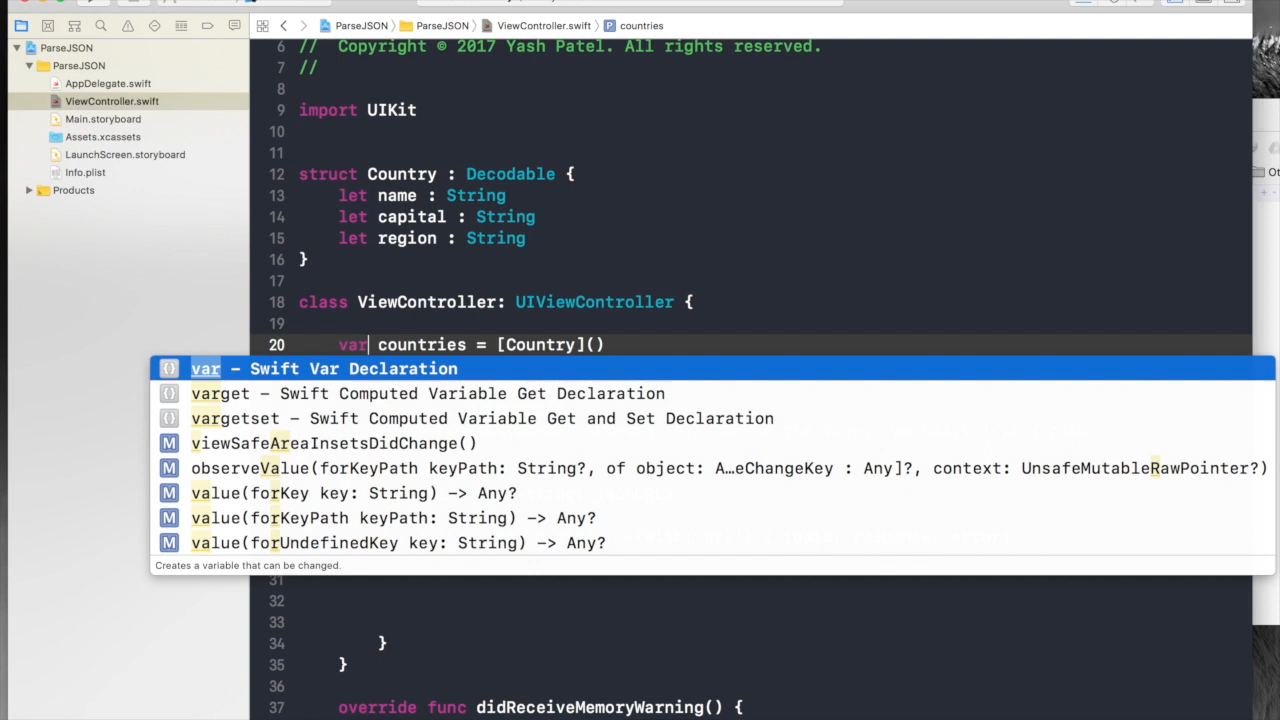 ParseJSON ParseJSON ViewController.swift P countries
ParseJSON
ParseJSON
AppDelegate.swift
ViewController.swift
Main.storyboard
Assets.xcassets
LaunchScreen.storyboard
Info.plist
Products
6 // Copyright © 2017 Yash Patel. All rights reserved.
7 //
8
9 import UIKit
10
11
12 struct Country : Decodable {
13 let name : String
14 let capital : String
15 let region : String
16 }
17
18 class ViewController: UIViewController {
19
20 var countries = [Country]()
{} var – Swift Var Declaration
{} varget – Swift Computed Variable Get Declaration
{} vargetset – Swift Computed Variable Get and Set Declaration
M viewSafeAreaInsetsDidChange()
M observeValue(forKeyPath keyPath: String?, of object: A…eChangeKey : Any]?, context: UnsafeMutableRawPointer?)
M value(forKey key: String) -> Any?
M value(forKeyPath keyPath: String) -> Any?
M value(forUndefinedKey key: String) -> Any?
Creates a variable that can be changed.
31
32
33
34 }
35 }
36
37 override func didReceiveMemoryWarning() {
Ot